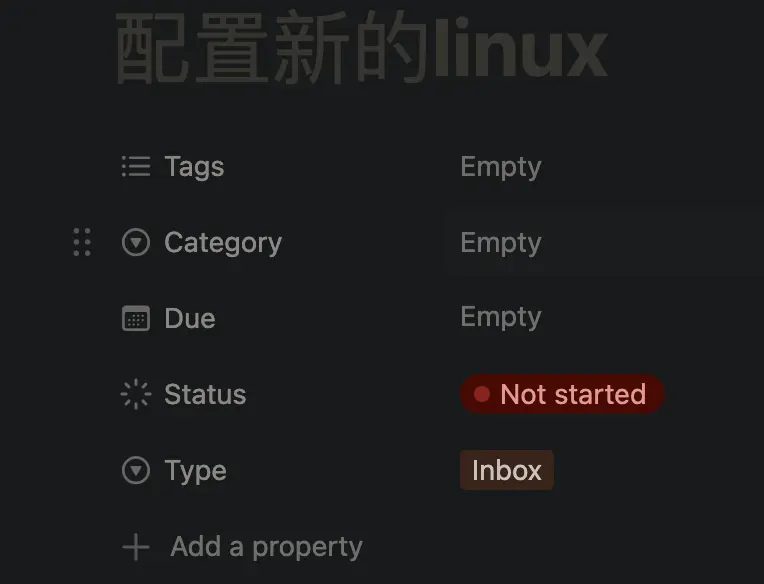 配置新的linux
Tags Empty
Category Empty
Due Empty
Status Not started
Type Inbox
Add a property